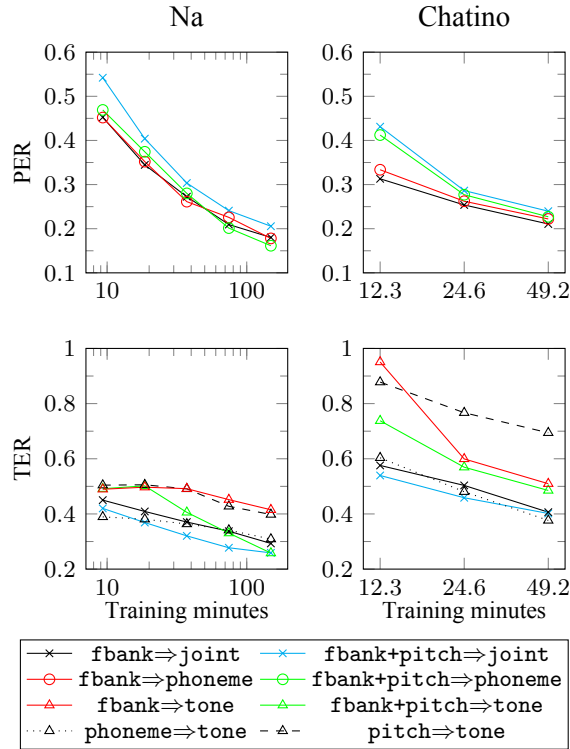 Na
Chatino
0.6
0.5
0.4
0.3
0.2
0.1
PER
10
100
0.6
0.5
0.4
0.3
0.2
0.1
12.3
24.6
49.2
1
0.8
0.6
0.4
0.2
TER
10
100
Training minutes
1
0.8
0.6
0.4
0.2
12.3
24.6
49.2
Training minutes
fbank⇒joint
fbank+pitch⇒joint
fbank⇒phoneme
fbank+pitch⇒phoneme
fbank⇒tone
fbank+pitch⇒tone
phoneme⇒tone
pitch⇒tone